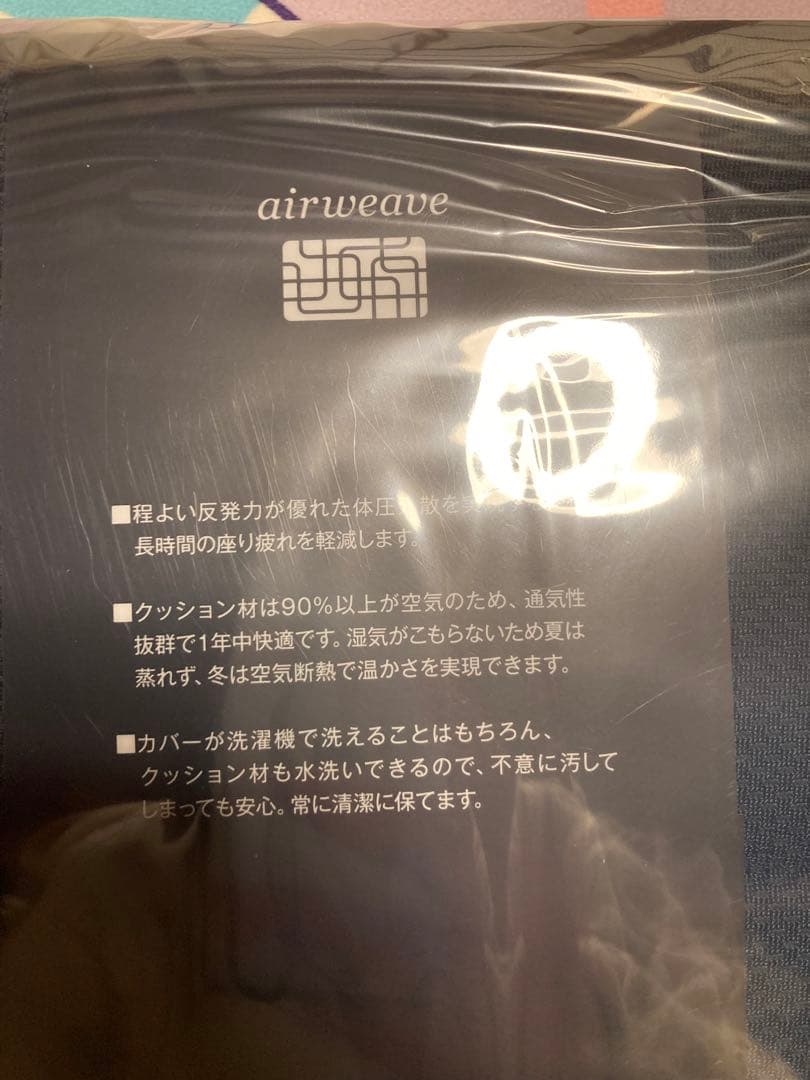 airweave
■程よい反発力が優れた体圧散を実
長時間の座り疲れを軽減します。
■クッション材は90%以上が空気のため、通気性
抜群で1年中快適です。湿気がこもらないため夏は
蒸れず、冬は空気断熱で温かさを実現できます。
■カバーが洗濯機で洗えることはもちろん、
クッション材も水洗いできるので、不意に汚して
しまっても安心。常に清潔に保てます。